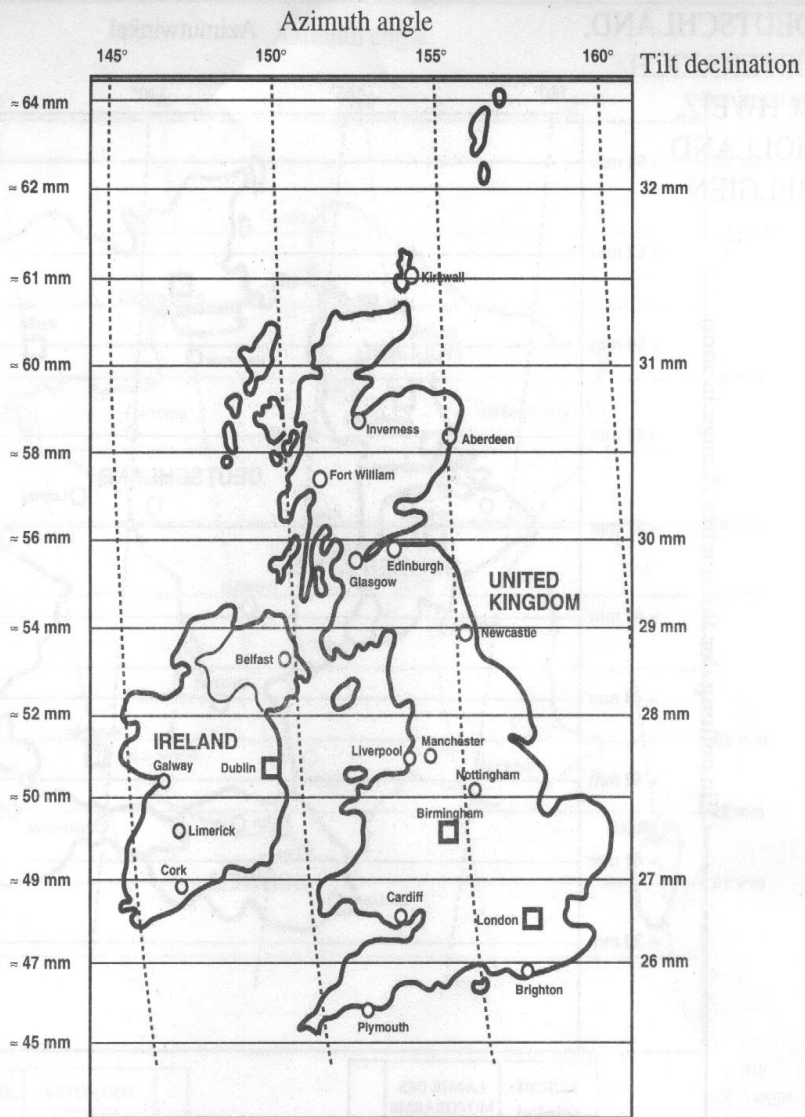 Azimuth angle
145° 150° 155° 160°
Tilt declination
≈ 64 mm
≈ 62 mm 32 mm
≈ 61 mm Kirkwall
≈ 60 mm 31 mm
Inverness
Aberdeen
≈ 58 mm
Fort William
≈ 56 mm 30 mm
Edinburgh
Glasgow
UNITED
KINGDOM
≈ 54 mm 29 mm
Newcastle
Belfast
≈ 52 mm 28 mm
IRELAND
Liverpool Manchester
Galway Dublin
Nottingham
≈ 50 mm
Birmingham
Limerick
Cork
≈ 49 mm 27 mm
Cardiff
London
≈ 47 mm 26 mm
Brighton
Plymouth
≈ 45 mm